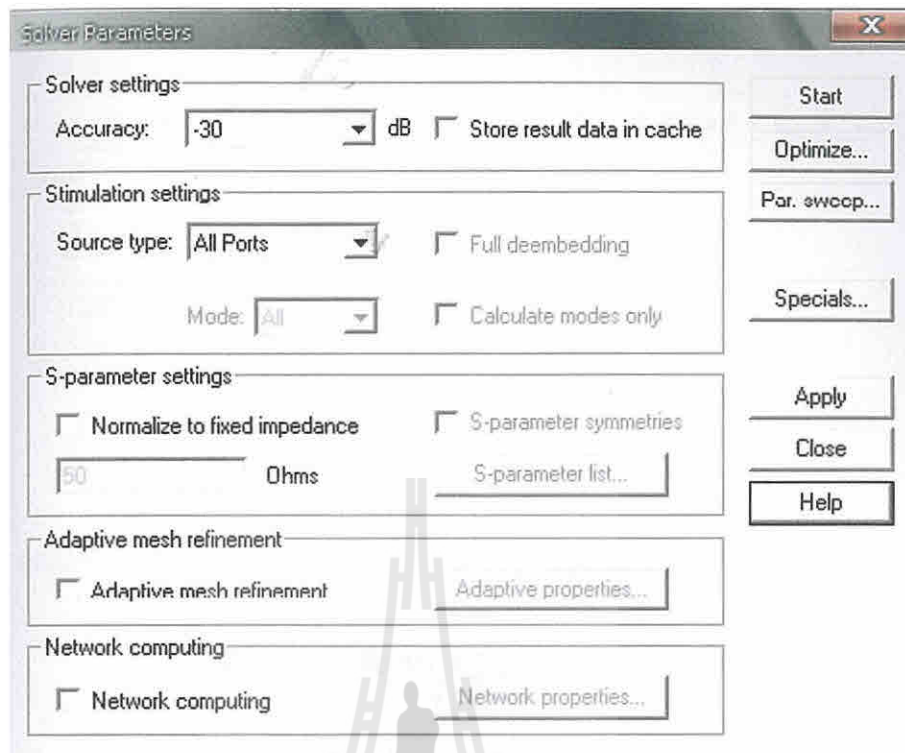 Solver Parameters
Solver settings
Accuracy: -30 dB Store result data in cache
Stimulation settings
Source type: All Ports Full deembedding
Mode: All Calculate modes only
S-parameter settings
Normalize to fixed impedance S-parameter symmetries
50 Ohms S-parameter list...
Adaptive mesh refinement
Adaptive mesh refinement Adaptive properties...
Network computing
Network computing Network properties...
Start
Optimize...
Par. sweep...
Specials...
Apply
Close
Help